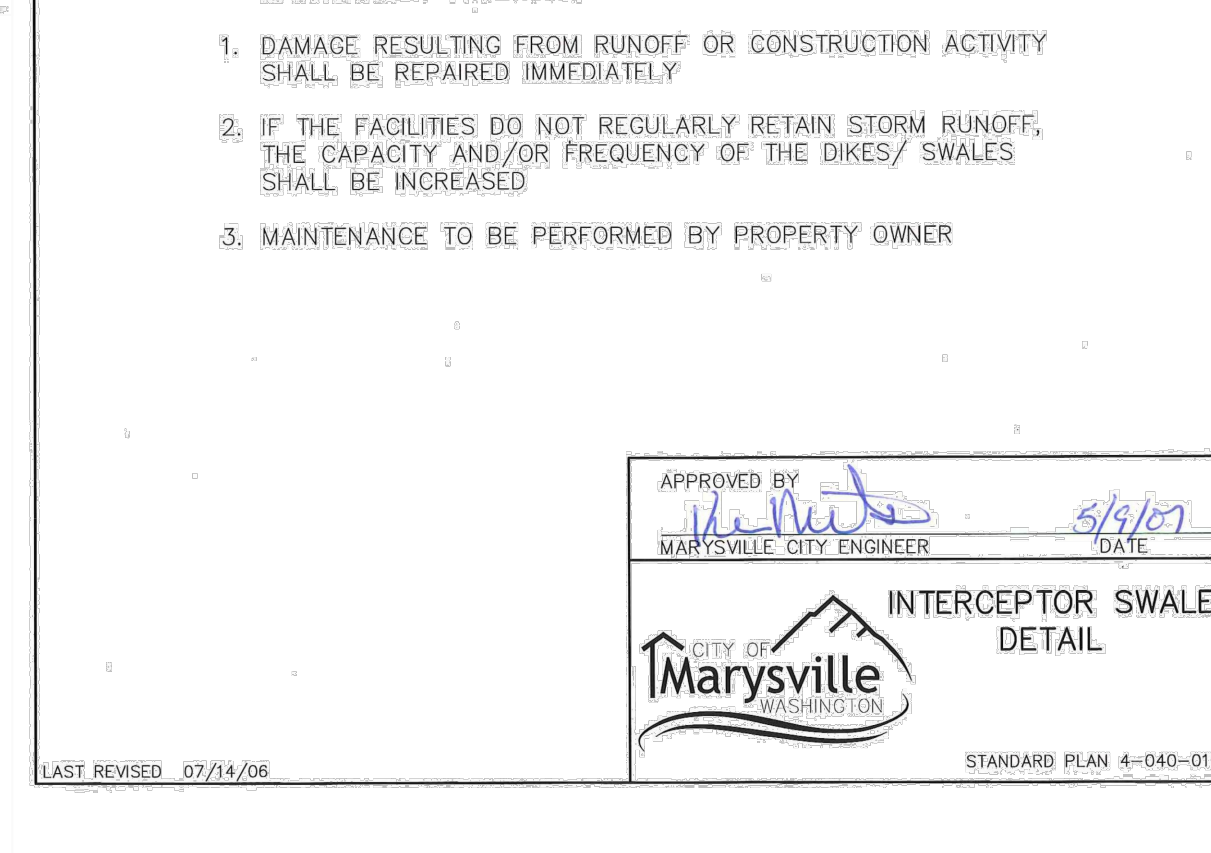 1. DAMAGE RESULTING FROM RUNOFF OR CONSTRUCTION ACTIVITY
SHALL BE REPAIRED IMMEDIATELY
2. IF THE FACILITIES DO NOT REGULARLY RETAIN STORM RUNOFF,
THE CAPACITY AND/OR FREQUENCY OF THE DIKES/ SWALES
SHALL BE INCREASED
3. MAINTENANCE TO BE PERFORMED BY PROPERTY OWNER
APPROVED BY
5/9/07
MARYSVILLE CITY ENGINEER DATE
INTERCEPTOR SWALE
DETAIL
CITY OF
Marysville
WASHINGTON
STANDARD PLAN 4-040-01
LAST REVISED 07/14/06